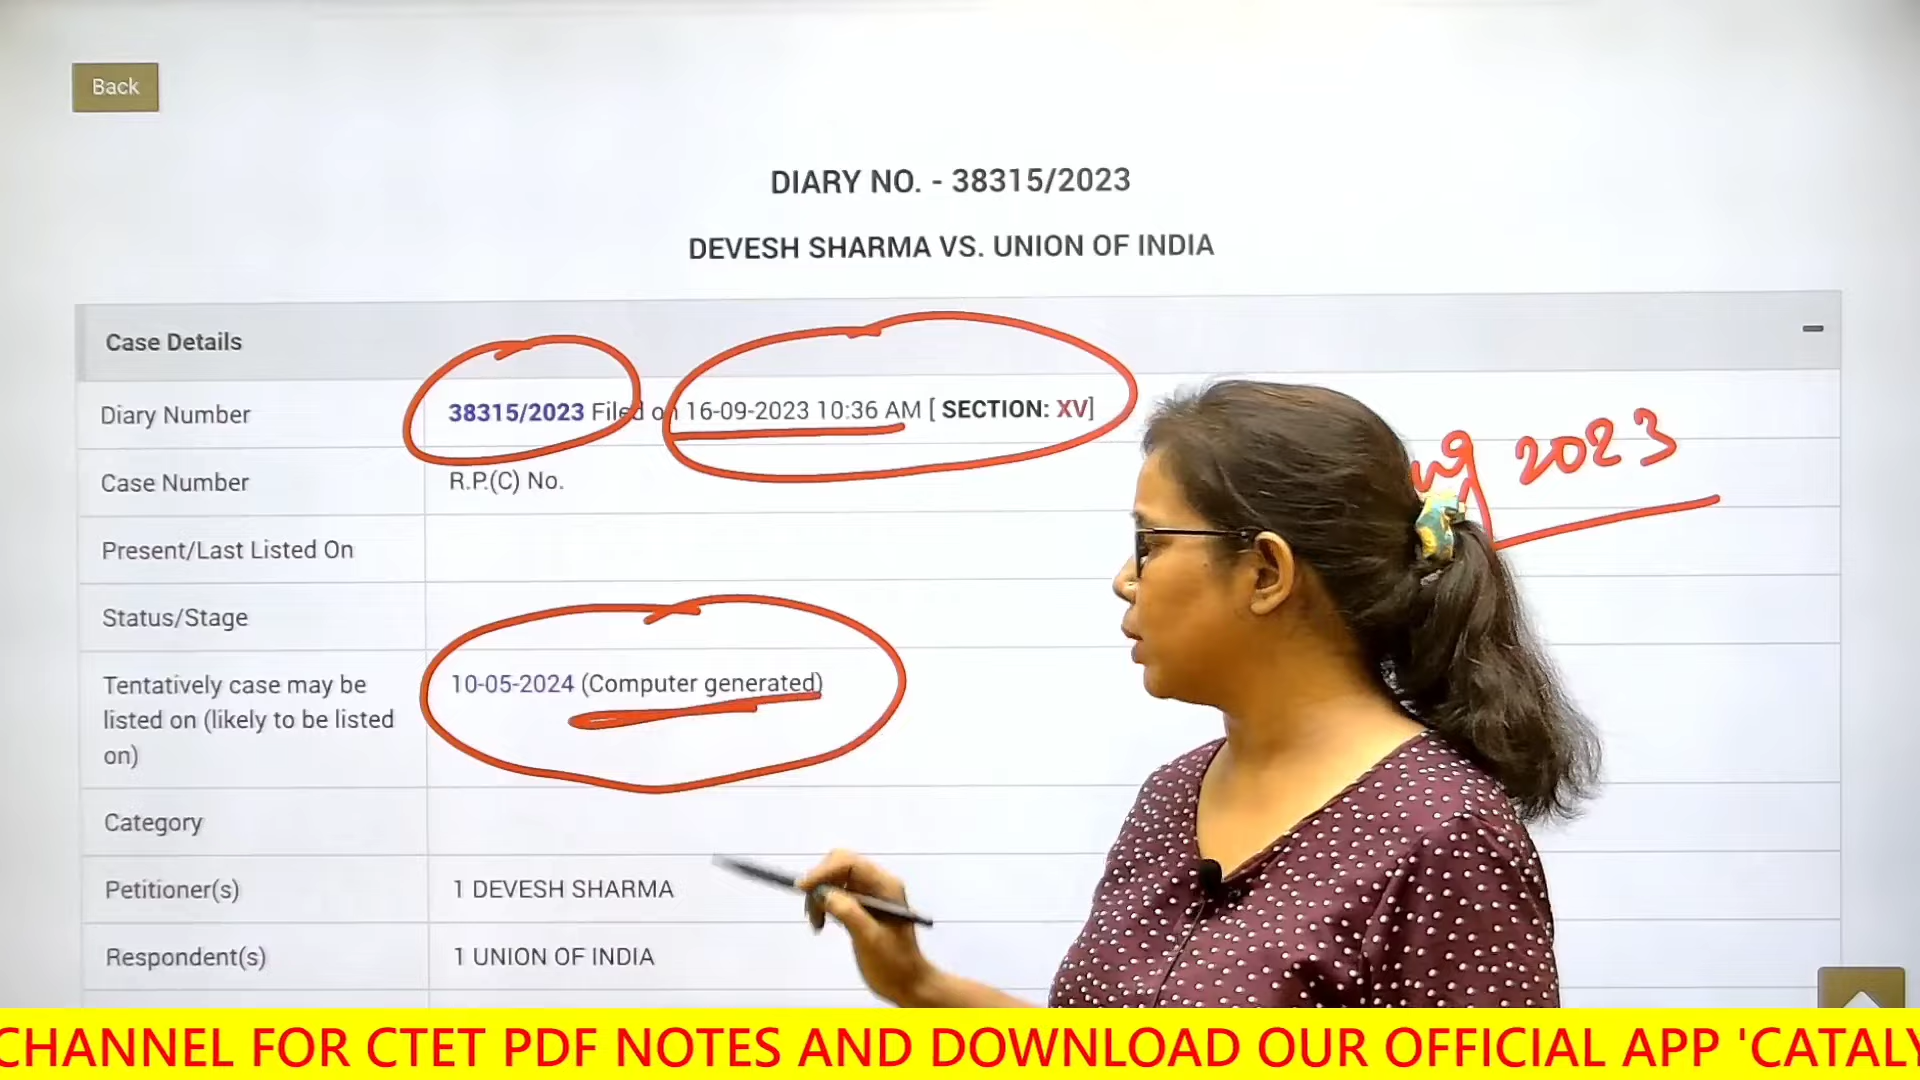 Back
DIARY NO. - 38315/2023
DEVESH SHARMA VS. UNION OF INDIA
Case Details
Diary Number 38315/2023 Filed on 16-09-2023 10:36 AM [ SECTION: XV]
2023
Case Number R.P.(C) No.
Present/Last Listed On
Status/Stage
Tentatively case may be
listed on (likely to be listed
on) 10-05-2024 (Computer generated)
Category
Petitioner(s) 1 DEVESH SHARMA
Respondent(s) 1 UNION OF INDIA
CHANNEL FOR CTET PDF NOTES AND DOWNLOAD OUR OFFICIAL APP 'CATALY